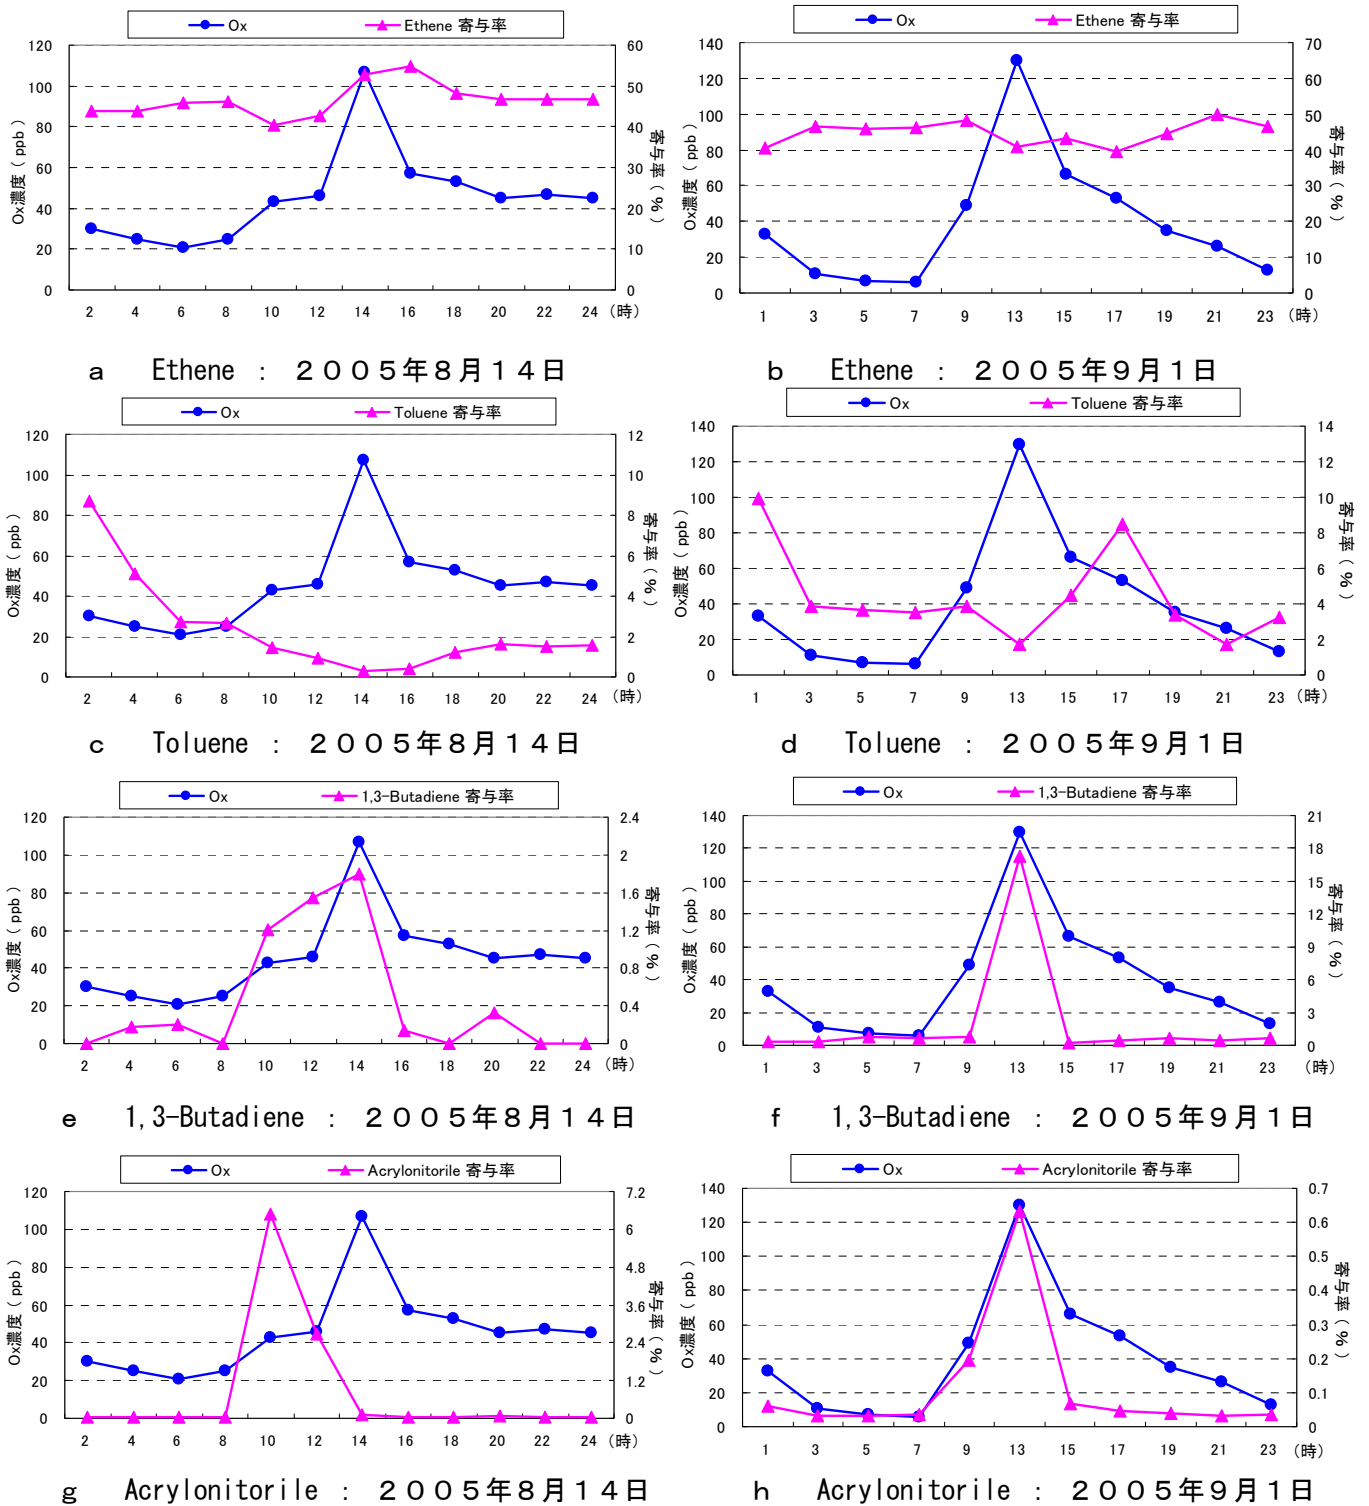 Ox Ethene 寄与率
120 100 80 60 40 20 0
Ox濃度 ( ppb )
60 50 40 30 20 10 0
寄与率 ( % )
2 4 6 8 10 12 14 16 18 20 22 24 (時)
a Ethene : ２００５年８月１４日
Ox Ethene 寄与率
140 120 100 80 60 40 20 0
Ox濃度 ( ppb )
70 60 50 40 30 20 10 0
寄与率 ( % )
1 3 5 7 9 13 15 17 19 21 23 (時)
b Ethene : ２００５年９月１日
Ox Toluene 寄与率
120 100 80 60 40 20 0
Ox濃度 ( ppb )
12 10 8 6 4 2 0
寄与率 ( % )
2 4 6 8 10 12 14 16 18 20 22 24 (時)
c Toluene : ２００５年８月１４日
Ox Toluene 寄与率
140 120 100 80 60 40 20 0
Ox濃度 ( ppb )
14 12 10 8 6 4 2 0
寄与率 ( % )
1 3 5 7 9 13 15 17 19 21 23 (時)
d Toluene : ２００５年９月１日
Ox 1,3-Butadiene 寄与率
120 100 80 60 40 20 0
Ox濃度 ( ppb )
2.4 2 1.6 1.2 0.8 0.4 0
寄与率 ( % )
2 4 6 8 10 12 14 16 18 20 22 24 (時)
e 1,3-Butadiene : ２００５年８月１４日
Ox 1,3-Butadiene 寄与率
140 120 100 80 60 40 20 0
Ox濃度 ( ppb )
21 18 15 12 9 6 3 0
寄与率 ( % )
1 3 5 7 9 13 15 17 19 21 23 (時)
f 1,3-Butadiene : ２００５年９月１日
Ox Acrylonitorile 寄与率
120 100 80 60 40 20 0
Ox濃度 ( ppb )
7.2 6 4.8 3.6 2.4 1.2 0
寄与率 ( % )
2 4 6 8 10 12 14 16 18 20 22 24 (時)
g Acrylonitorile : ２００５年８月１４日
Ox Acrylonitorile 寄与率
140 120 100 80 60 40 20 0
Ox濃度 ( ppb )
0.7 0.6 0.5 0.4 0.3 0.2 0.1 0
寄与率 ( % )
1 3 5 7 9 13 15 17 19 21 23 (時)
h Acrylonitorile : ２００５年９月１日